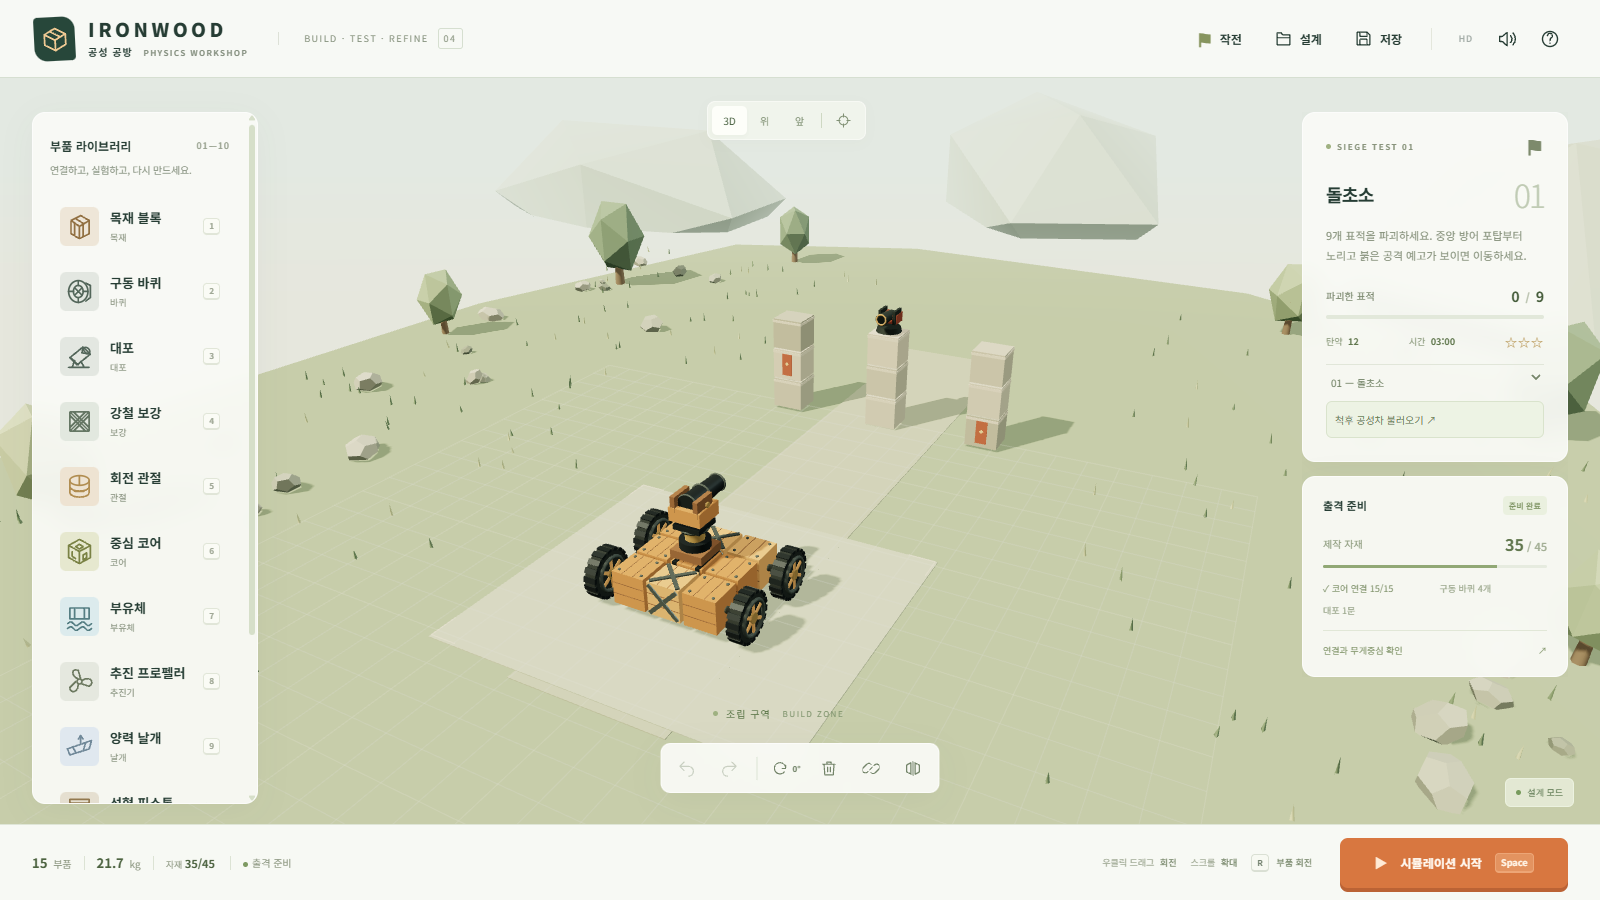 IRONWOOD
공성 공방 PHYSICS WORKSHOP
BUILD · TEST · REFINE 04
작전
설계
저장
HD
부품 라이브러리 01—10
연결하고, 실험하고, 다시 만드세요.
목재 블록
목재
1
구동 바퀴
바퀴
2
대포
대포
3
강철 보강
보강
4
회전 관절
관절
5
중심 코어
코어
6
부유체
부유체
7
추진 프로펠러
추진기
8
양력 날개
날개
9
3D 위 앞
조립 구역 BUILD ZONE
0°
SIEGE TEST 01
돌초소 01
9개 표적을 파괴하세요. 중앙 방어 포탑부터
노리고 붉은 공격 예고가 보이면 이동하세요.
파괴한 표적 0 / 9
탄약 12 시간 03:00 ☆☆☆
01 — 돌초소
척후 공성차 불러오기 ↗
출격 준비 준비 완료
제작 자재 35 / 45
✓ 코어 연결 15/15 구동 바퀴 4개
대포 1문
연결과 무게중심 확인 ↗
설계 모드
15 부품 21.7 kg 자재 35/45 출격 준비
우클릭 드래그 회전 스크롤 확대 R 부품 회전
시뮬레이션 시작 Space